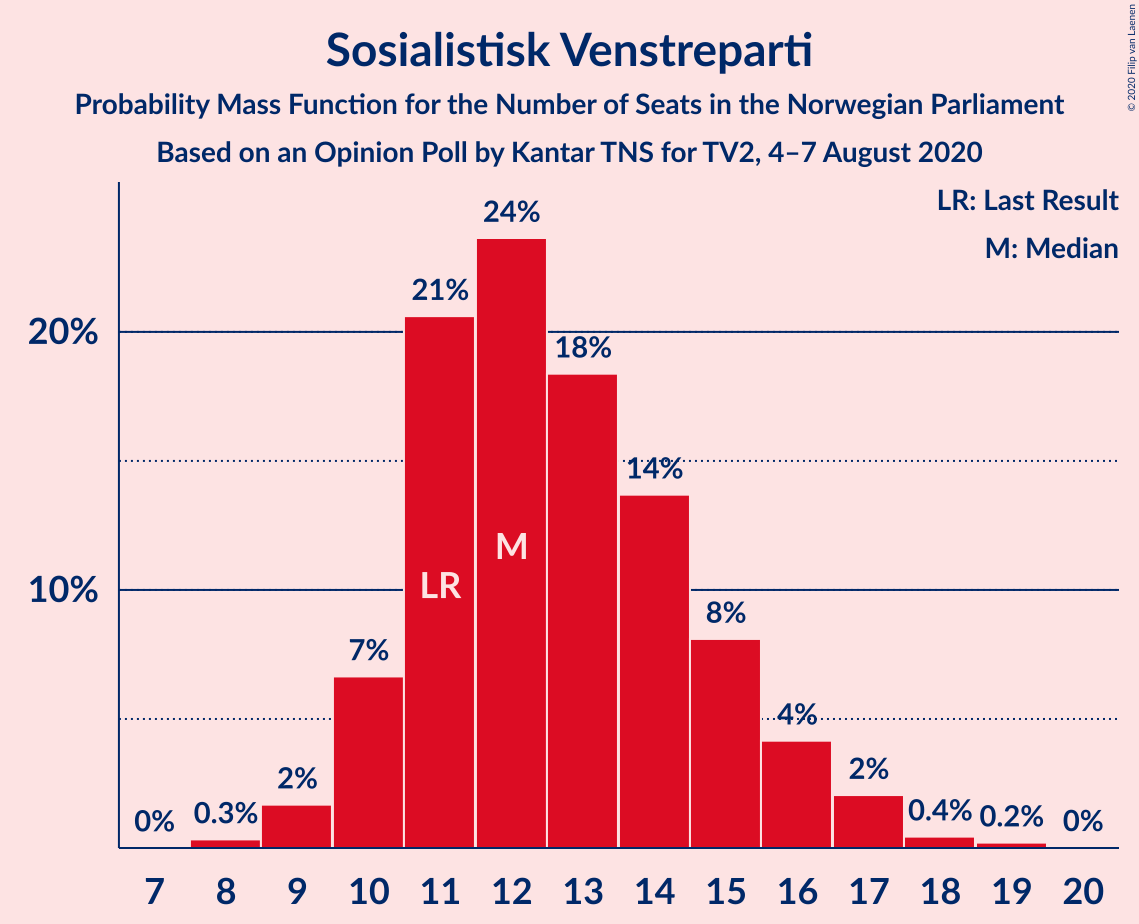 Sosialistisk Venstreparti
Probability Mass Function for the Number of Seats in the Norwegian Parliament
Based on an Opinion Poll by Kantar TNS for TV2, 4–7 August 2020
© 2020 Filip van Laenen
LR: Last Result
M: Median
24%
21%
20%
18%
14%
M
LR
10%
8%
7%
4%
2%
2%
0%
0.3%
0.4%
0.2%
0%
7 8 9 10 11 12 13 14 15 16 17 18 19 20